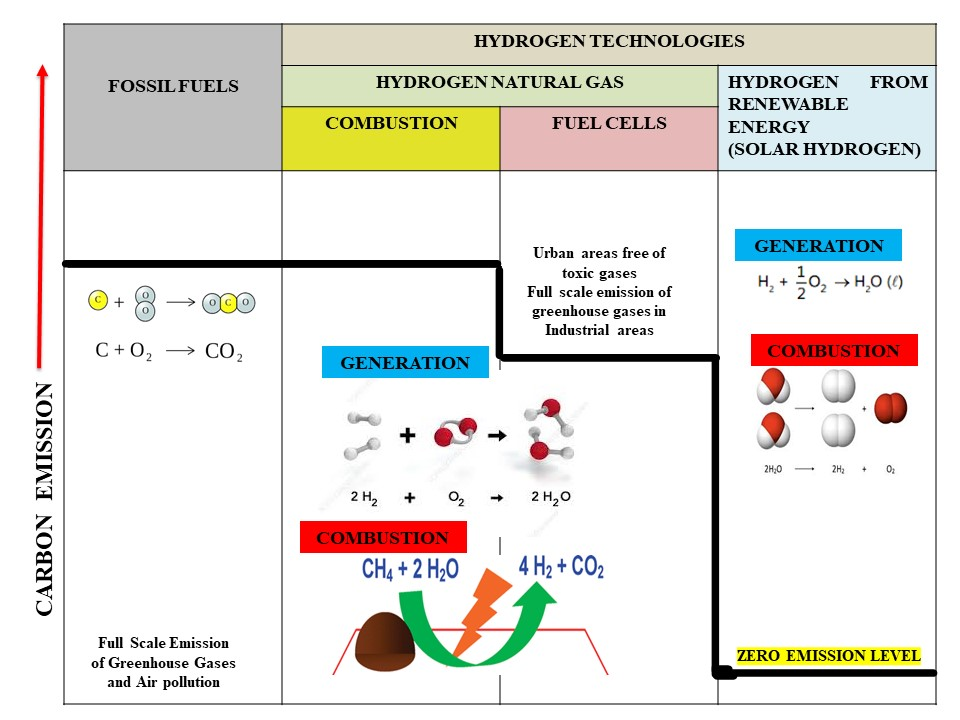 HYDROGEN TECHNOLOGIES
FOSSIL FUELS
HYDROGEN NATURAL GAS
HYDROGEN FROM
RENEWABLE
ENERGY
(SOLAR HYDROGEN)
COMBUSTION
FUEL CELLS
CARBON EMISSION
C + O O → O C O
C + O₂ → CO₂
Full Scale Emission
of Greenhouse Gases
and Air pollution
Urban areas free of
toxic gases
Full scale emission of
greenhouse gases in
Industrial areas
GENERATION
+ →
2 H₂ + O₂ → 2 H₂O
COMBUSTION
CH₄ + 2 H₂O 4 H₂ + CO₂
GENERATION
H₂ + 1/2 O₂ → H₂O (ℓ)
COMBUSTION
→ +
2H₂O → 2H₂ + O₂
ZERO EMISSION LEVEL